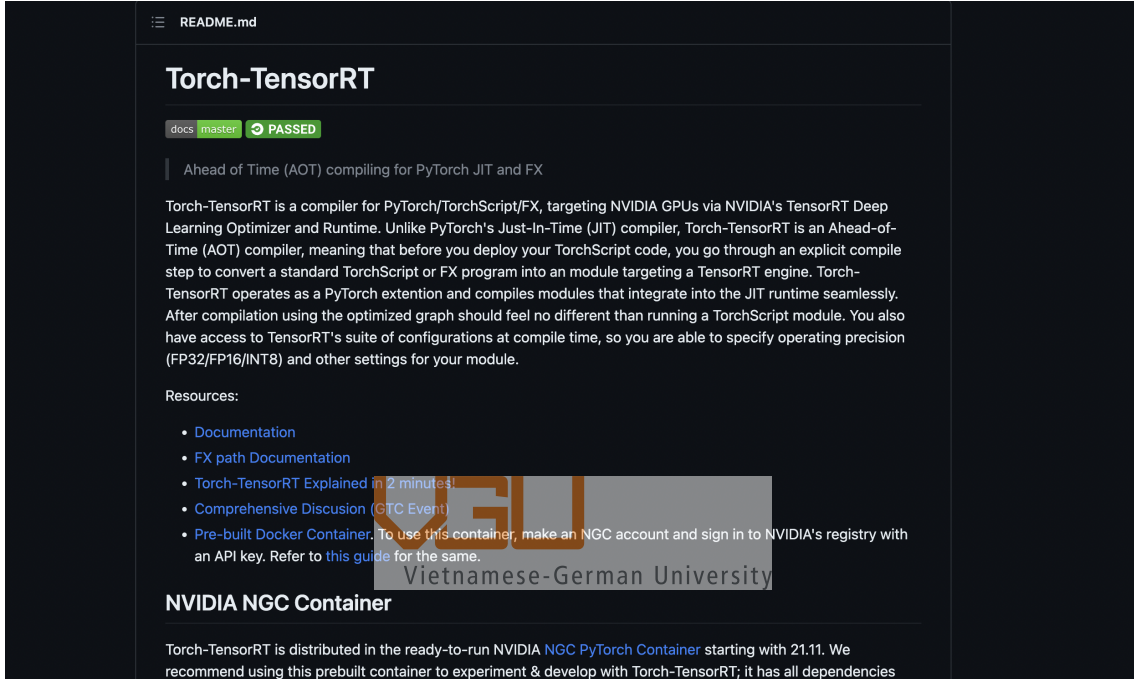 README.md
Torch-TensorRT
docs master PASSED
Ahead of Time (AOT) compiling for PyTorch JIT and FX
Torch-TensorRT is a compiler for PyTorch/TorchScript/FX, targeting NVIDIA GPUs via NVIDIA's TensorRT Deep
Learning Optimizer and Runtime. Unlike PyTorch's Just-In-Time (JIT) compiler, Torch-TensorRT is an Ahead-of-
Time (AOT) compiler, meaning that before you deploy your TorchScript code, you go through an explicit compile
step to convert a standard TorchScript or FX program into an module targeting a TensorRT engine. Torch-
TensorRT operates as a PyTorch extention and compiles modules that integrate into the JIT runtime seamlessly.
After compilation using the optimized graph should feel no different than running a TorchScript module. You also
have access to TensorRT's suite of configurations at compile time, so you are able to specify operating precision
(FP32/FP16/INT8) and other settings for your module.
Resources:
• Documentation
• FX path Documentation
• Torch-TensorRT Explained in 2 minutes!
• Comprehensive Discusion (GTC Event)
• Pre-built Docker Container. To use this container, make an NGC account and sign in to NVIDIA's registry with
an API key. Refer to this guide for the same.
VGU
Vietnamese-German University
NVIDIA NGC Container
Torch-TensorRT is distributed in the ready-to-run NVIDIA NGC PyTorch Container starting with 21.11. We
recommend using this prebuilt container to experiment & develop with Torch-TensorRT; it has all dependencies